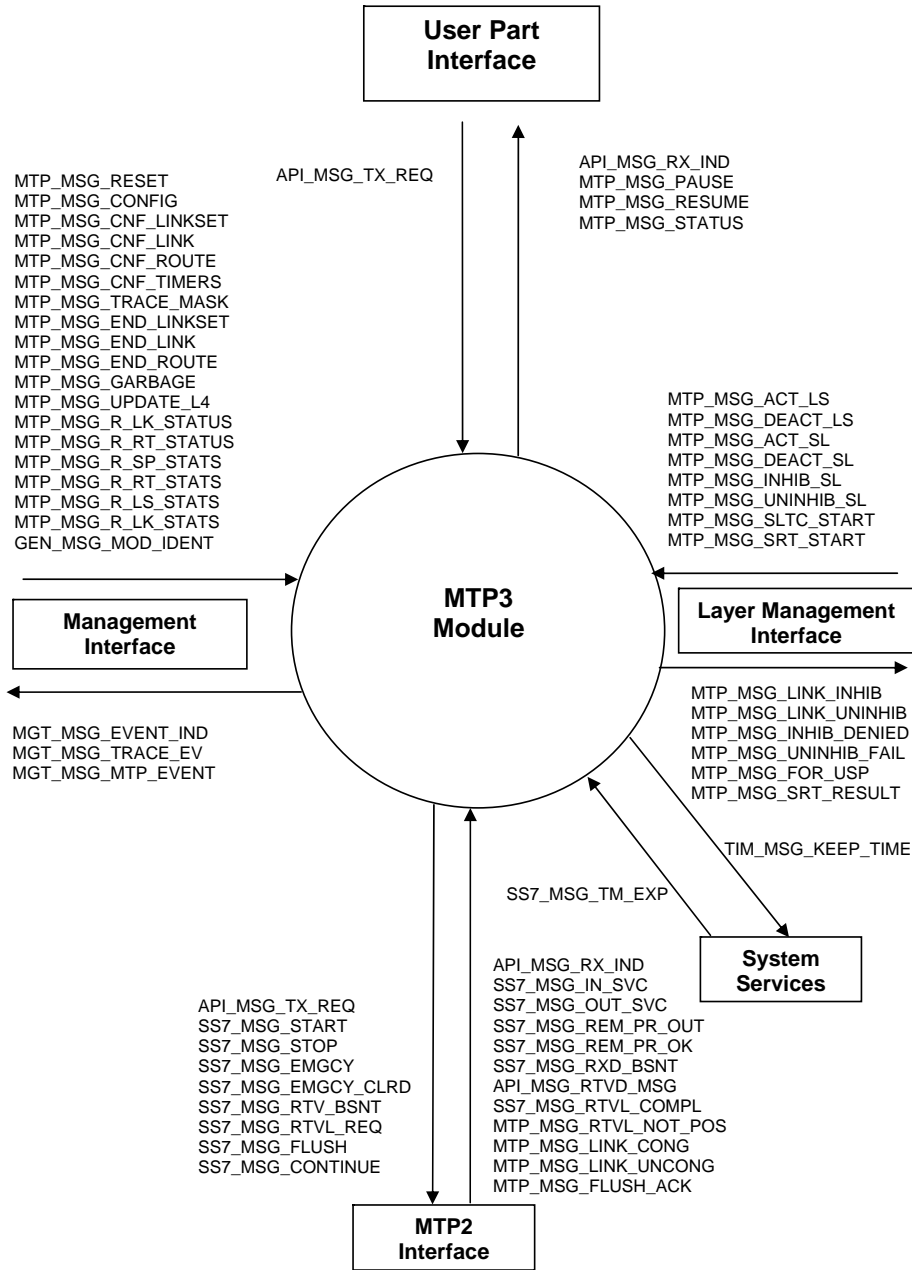 User Part
Interface
API_MSG_TX_REQ
API_MSG_RX_IND
MTP_MSG_PAUSE
MTP_MSG_RESUME
MTP_MSG_STATUS
MTP_MSG_RESET
MTP_MSG_CONFIG
MTP_MSG_CNF_LINKSET
MTP_MSG_CNF_LINK
MTP_MSG_CNF_ROUTE
MTP_MSG_CNF_TIMERS
MTP_MSG_TRACE_MASK
MTP_MSG_END_LINKSET
MTP_MSG_END_LINK
MTP_MSG_END_ROUTE
MTP_MSG_GARBAGE
MTP_MSG_UPDATE_L4
MTP_MSG_R_LK_STATUS
MTP_MSG_R_RT_STATUS
MTP_MSG_R_SP_STATS
MTP_MSG_R_RT_STATS
MTP_MSG_R_LS_STATS
MTP_MSG_R_LK_STATS
GEN_MSG_MOD_IDENT
MTP_MSG_ACT_LS
MTP_MSG_DEACT_LS
MTP_MSG_ACT_SL
MTP_MSG_DEACT_SL
MTP_MSG_INHIB_SL
MTP_MSG_UNINHIB_SL
MTP_MSG_SLTC_START
MTP_MSG_SRT_START
Management
Interface
MTP3
Module
Layer Management
Interface
MGT_MSG_EVENT_IND
MGT_MSG_TRACE_EV
MGT_MSG_MTP_EVENT
MTP_MSG_LINK_INHIB
MTP_MSG_LINK_UNINHIB
MTP_MSG_INHIB_DENIED
MTP_MSG_UNINHIB_FAIL
MTP_MSG_FOR_USP
MTP_MSG_SRT_RESULT
TIM_MSG_KEEP_TIME
SS7_MSG_TM_EXP
System
Services
API_MSG_TX_REQ
SS7_MSG_START
SS7_MSG_STOP
SS7_MSG_EMGCY
SS7_MSG_EMGCY_CLRD
SS7_MSG_RTV_BSNT
SS7_MSG_RTVL_REQ
SS7_MSG_FLUSH
SS7_MSG_CONTINUE
API_MSG_RX_IND
SS7_MSG_IN_SVC
SS7_MSG_OUT_SVC
SS7_MSG_REM_PR_OUT
SS7_MSG_REM_PR_OK
SS7_MSG_RXD_BSNT
API_MSG_RTVD_MSG
SS7_MSG_RTVL_COMPL
MTP_MSG_RTVL_NOT_POS
MTP_MSG_LINK_CONG
MTP_MSG_LINK_UNCONG
MTP_MSG_FLUSH_ACK
MTP2
Interface